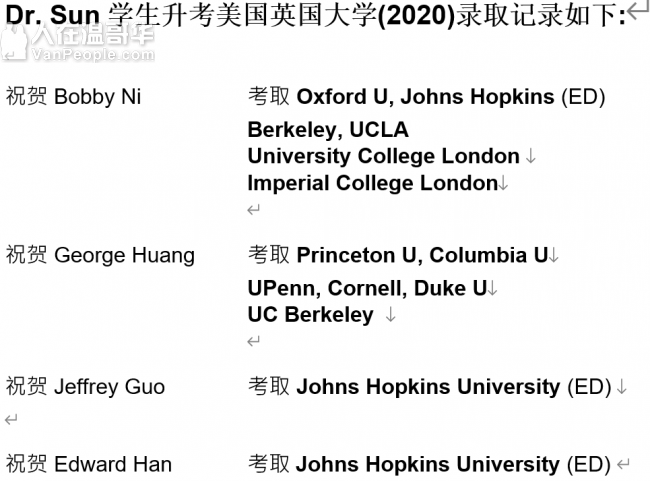 Dr. Sun 学生升考美国英国大学(2020)录取记录如下:
人在温哥华
VanPeople.com
祝贺 Bobby Ni 考取 Oxford U, Johns Hopkins (ED)
Berkeley, UCLA
University College London
Imperial College London
祝贺 George Huang 考取 Princeton U, Columbia U
UPenn, Cornell, Duke U
UC Berkeley
祝贺 Jeffrey Guo 考取 Johns Hopkins University (ED)
祝贺 Edward Han 考取 Johns Hopkins University (ED)